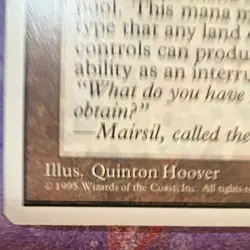 pool. This mana m
type that any land
controls can produ
ability as an interru
"What do you have
obtain?"
—Mairsil, called the
Illus. Quinton Hoover
© 1995 Wizards of the Coast, Inc. All rights re